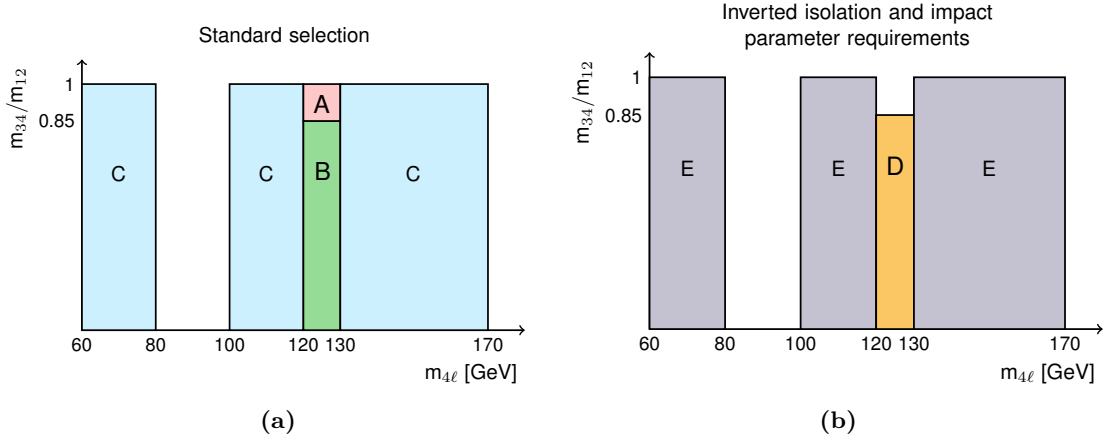 Standard selection
m34/m12
1
0.85
A
C
C
B
C
60
80
100
120
130
170
m4ℓ [GeV]
(a)
Inverted isolation and impact
parameter requirements
m34/m12
1
0.85
E
E
D
E
60
80
100
120
130
170
m4ℓ [GeV]
(b)